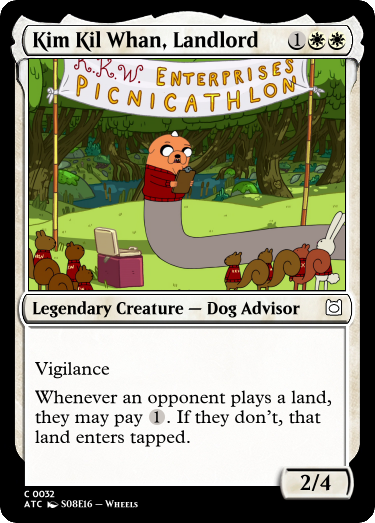 Kim Kil Whan, Landlord 1
K.K.W. ENTERPRISES
PICNICATHLON
Legendary Creature — Dog Advisor
Vigilance
Whenever an opponent plays a land,
they may pay 1. If they don't, that
land enters tapped.
2/4
C 0032
ATC S08E16 — Wheels